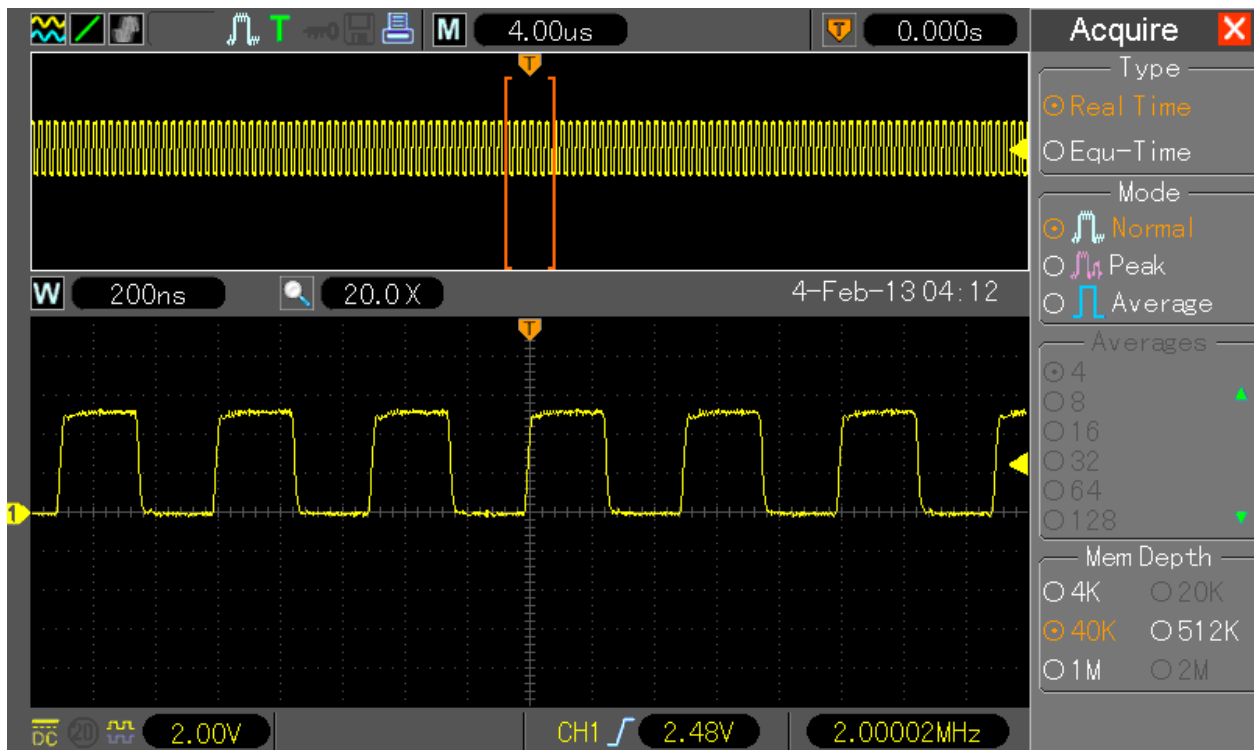 T M 4.00us T 0.000s
T
W 200ns 20.0X 4-Feb-13 04:12
T
1
DC 2D 2.00V CH1 2.48V 2.00002MHz
Acquire X
Type
Real Time
Equ-Time
Mode
Normal
Peak
Average
Averages
4
8
16
32
64
128
Mem Depth
4K 20K
40K 512K
1M 2M